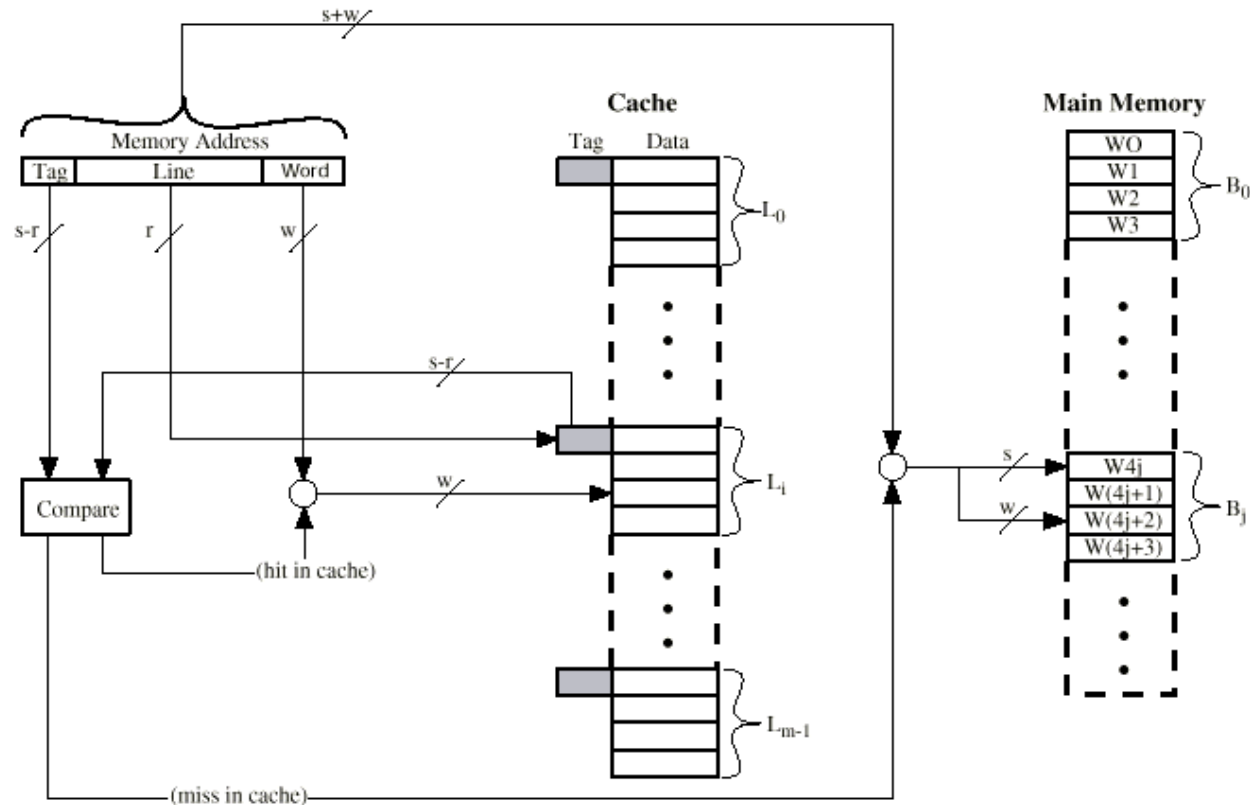 s+w
Cache
Main Memory
Memory Address
Tag Data
Tag Line Word
WO
W1
W2
W3
B0
L0
s-r
r
w
s-r
Compare
w
Li
s
w
W4j
W(4j+1)
W(4j+2)
W(4j+3)
Bj
(hit in cache)
Lm-1
(miss in cache)